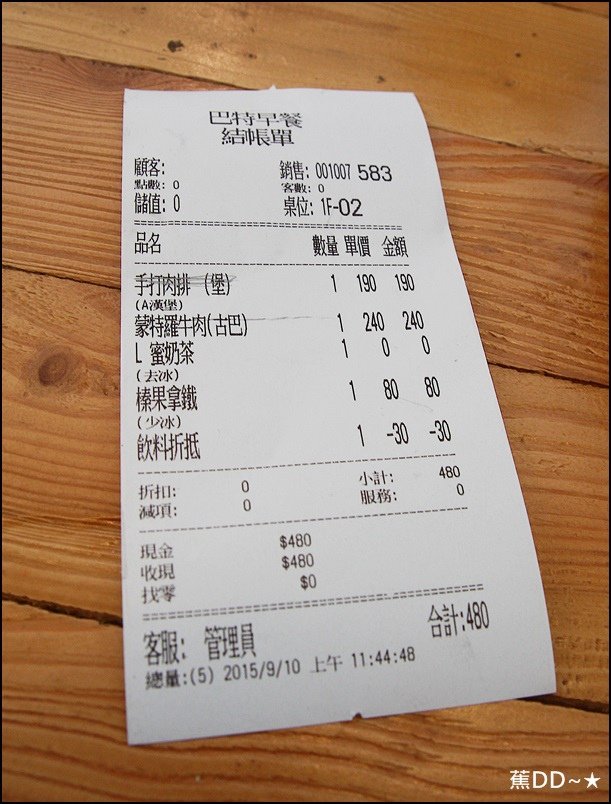 巴特早餐
結帳單
顧客: 銷售: 001007 583
點數: 0 客數: 0
儲值: 0 桌位: 1F-02
品名 數量 單價 金額
手打肉排 (堡) 1 190 190
(A漢堡)
蒙特羅牛肉(古巴) 1 240 240
L 蜜奶茶 1 0 0
(去冰)
榛果拿鐵 1 80 80
(少冰)
飲料折抵 1 -30 -30
折扣: 0 小計: 480
減項: 0 服務: 0
現金 $480
收現 $480
找零 $0
合計:480
客服: 管理員
總量:(5) 2015/9/10 上午 11:44:48
蕉DD~★